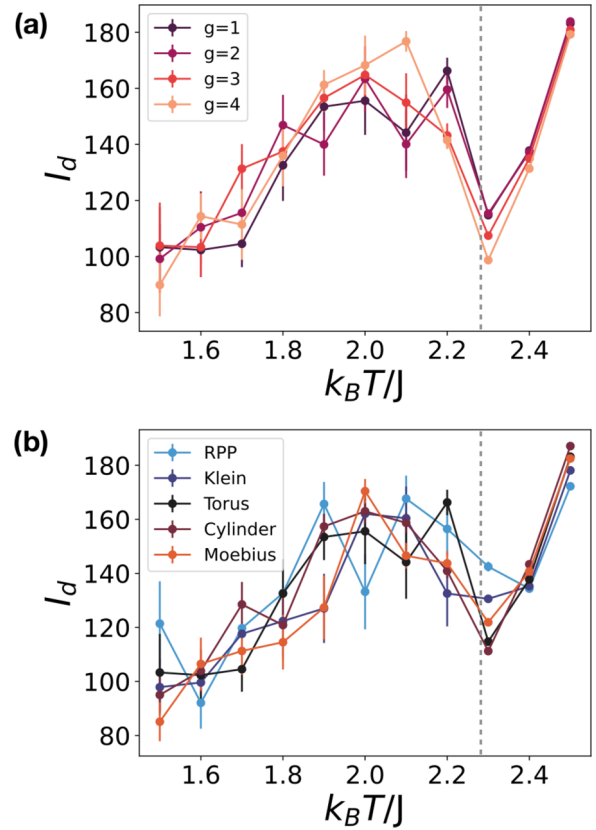 (a)
180
160
140
120
100
80
I_d
g=1
g=2
g=3
g=4
1.6 1.8 2.0 2.2 2.4
k_BT/J
(b)
180
160
140
120
100
80
I_d
RPP
Klein
Torus
Cylinder
Moebius
1.6 1.8 2.0 2.2 2.4
k_BT/J